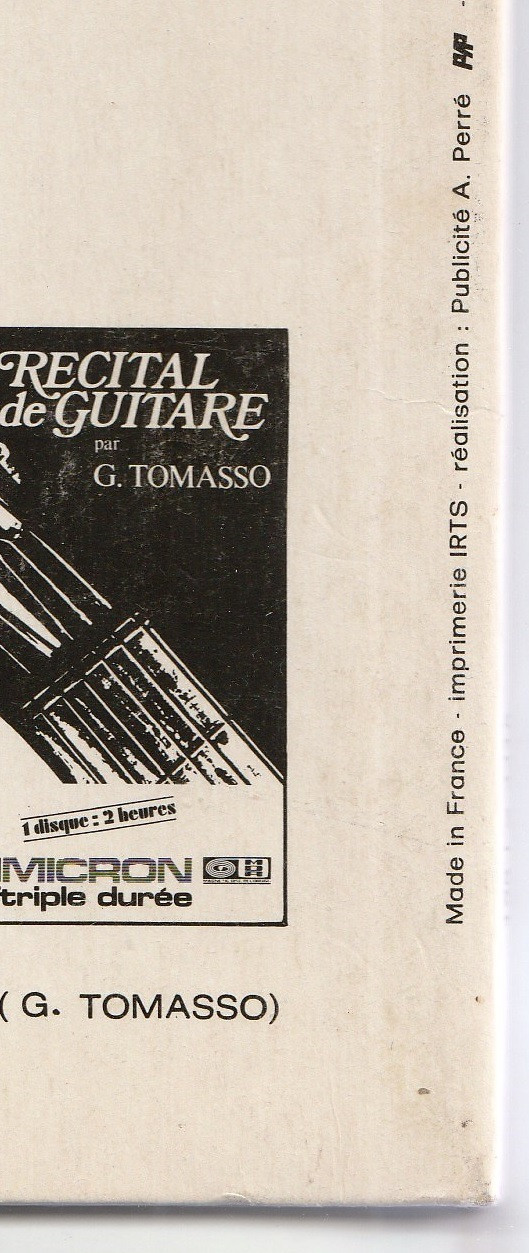 RECITAL
de GUITARE
par
G. TOMASSO
1 disque : 2 heures
MICRON
triple durée
( G. TOMASSO)
Made in France - imprimerie IRTS - réalisation : Publicité A. Perré